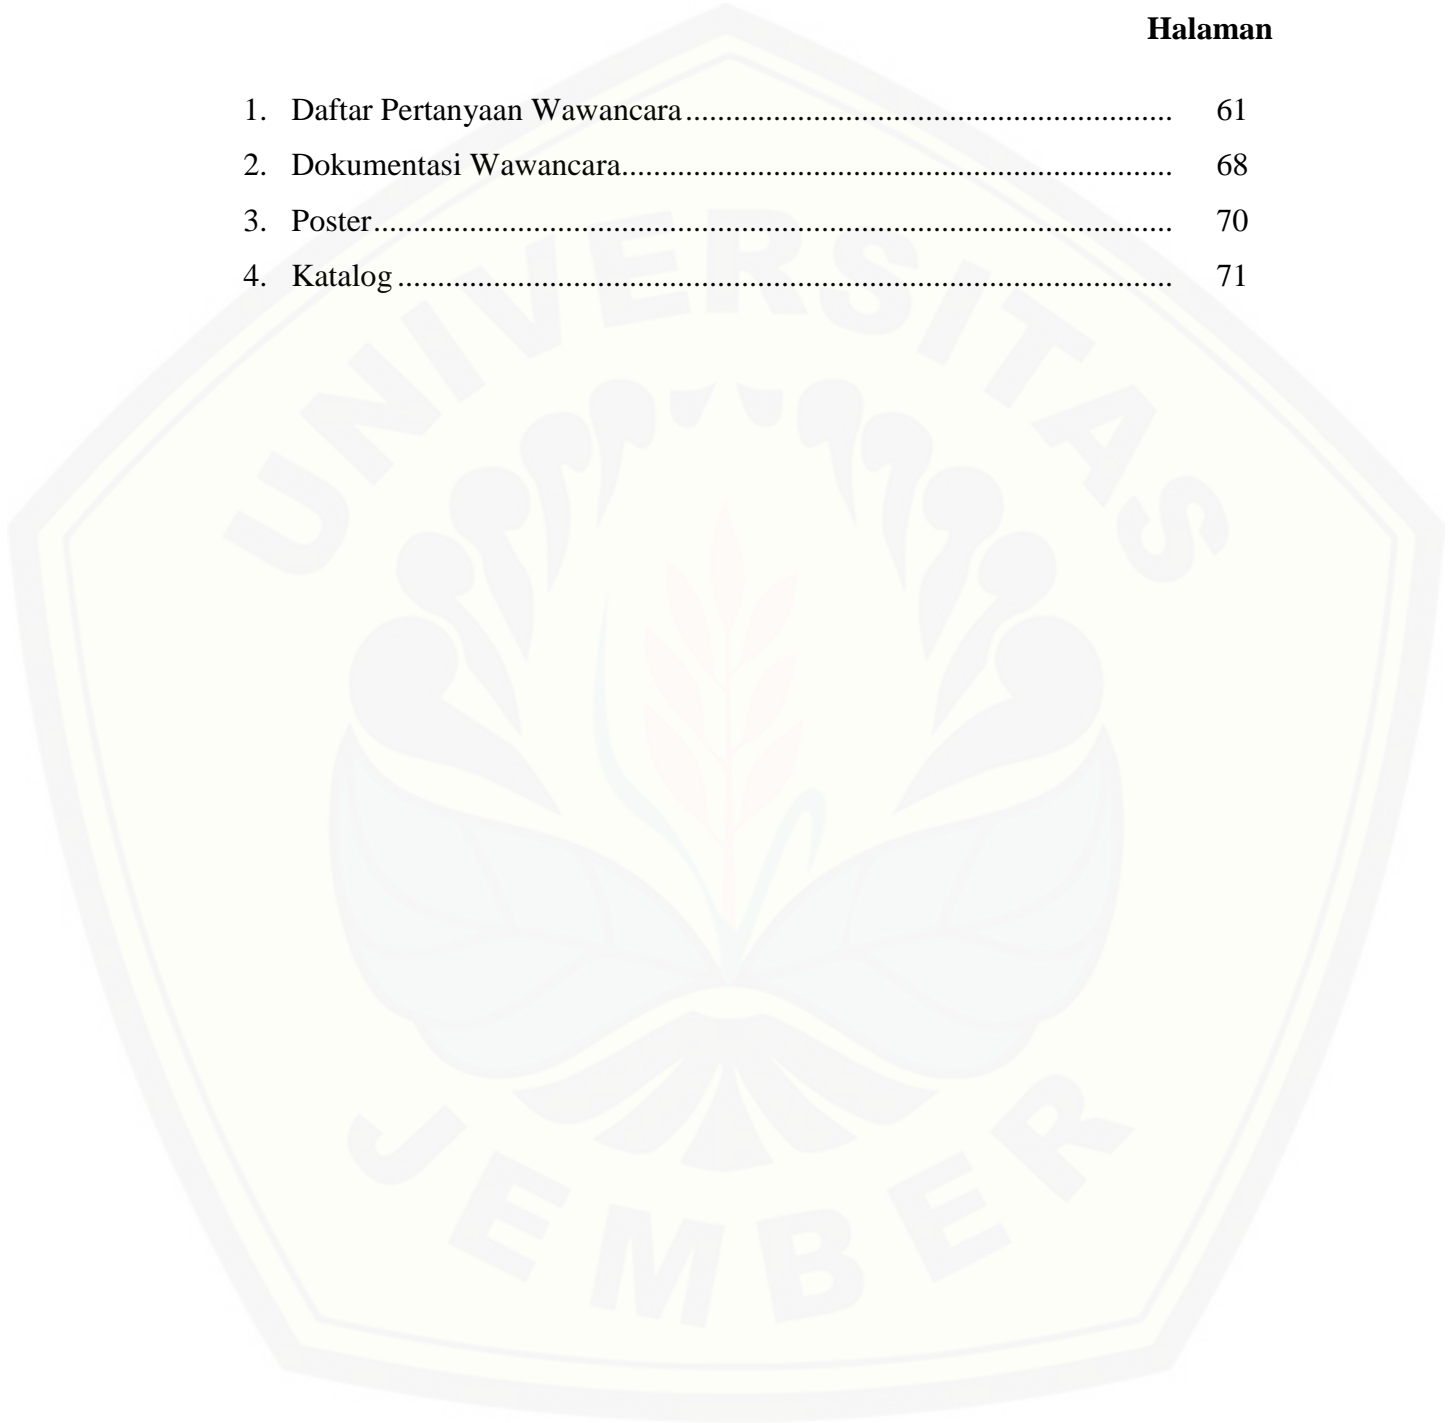 Halaman
1. Daftar Pertanyaan Wawancara............................................................ 61
2. Dokumentasi Wawancara.................................................................... 68
3. Poster................................................................................................... 70
4. Katalog................................................................................................ 71
UNIVERSITAS
JEMBER